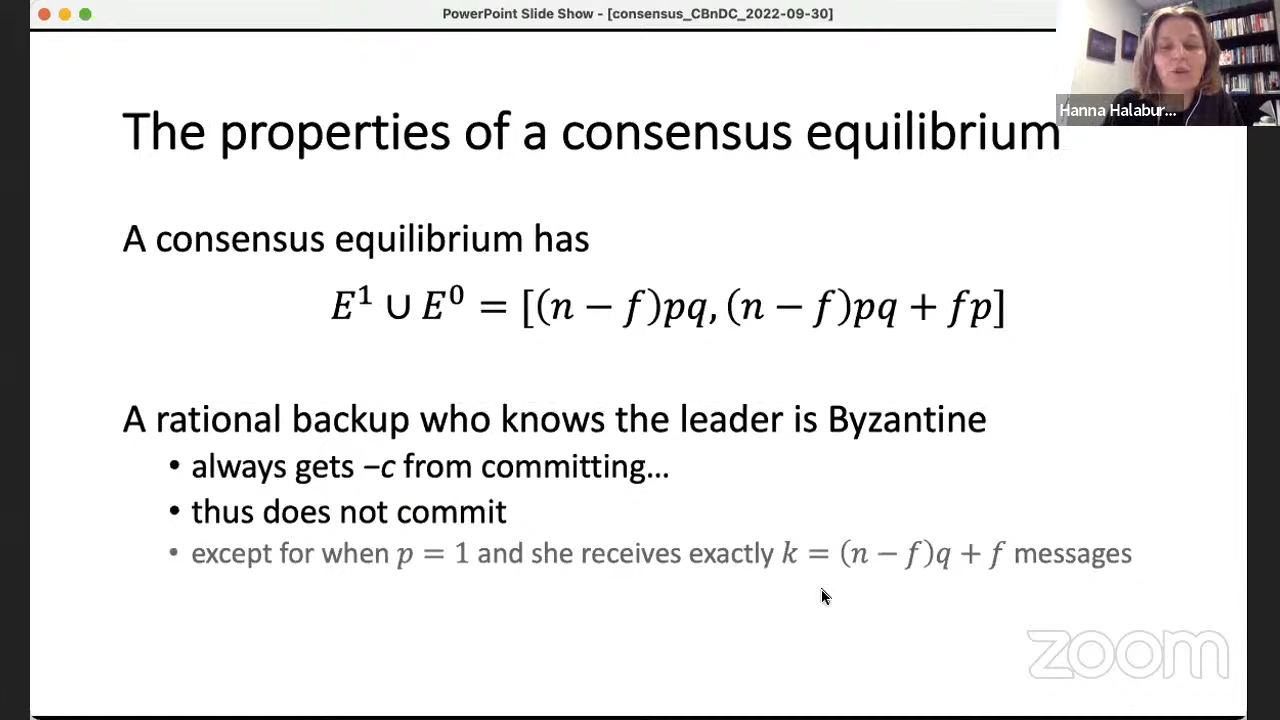 PowerPoint Slide Show - [consensus_CBnDC_2022-09-30]
Hanna Halabur...
The properties of a consensus equilibrium
A consensus equilibrium has
E¹ ∪ E⁰ = [(n − f)pq, (n − f)pq + fp]
A rational backup who knows the leader is Byzantine
• always gets −c from committing…
• thus does not commit
• except for when p = 1 and she receives exactly k = (n − f)q + f messages
zoom